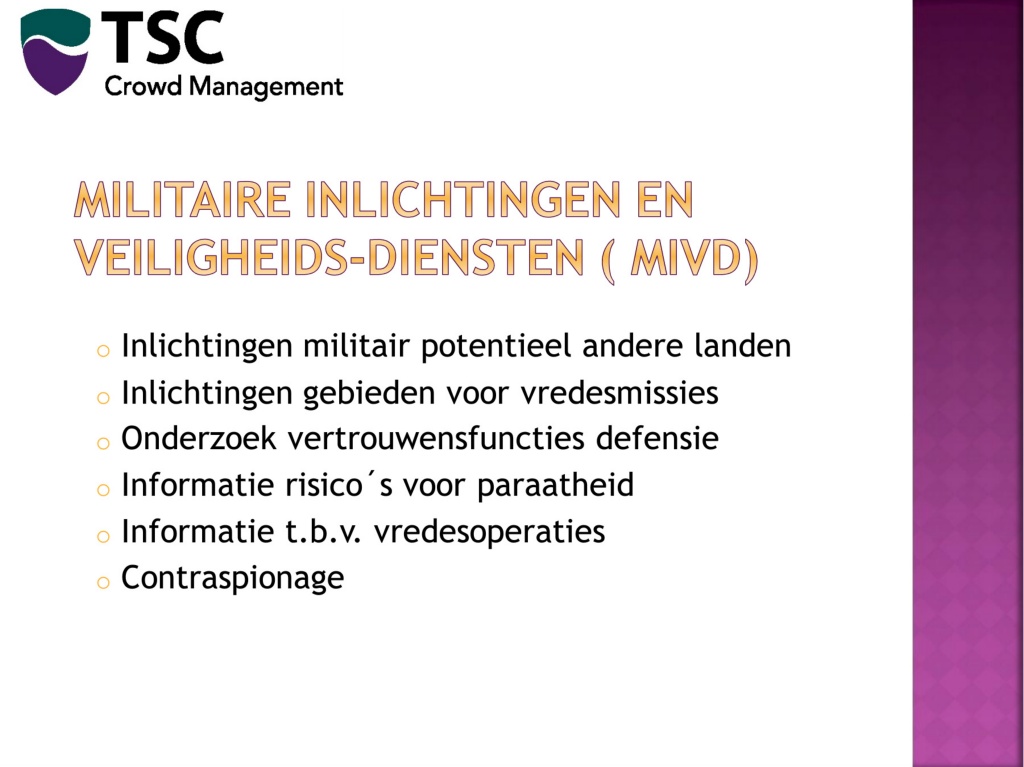 TSC
Crowd Management
MILITAIRE INLICHTINGEN EN
VEILIGHEIDS-DIENSTEN ( MIVD)
o Inlichtingen militair potentieel andere landen
o Inlichtingen gebieden voor vredesmissies
o Onderzoek vertrouwensfuncties defensie
o Informatie risico´s voor paraatheid
o Informatie t.b.v. vredesoperaties
o Contraspionage